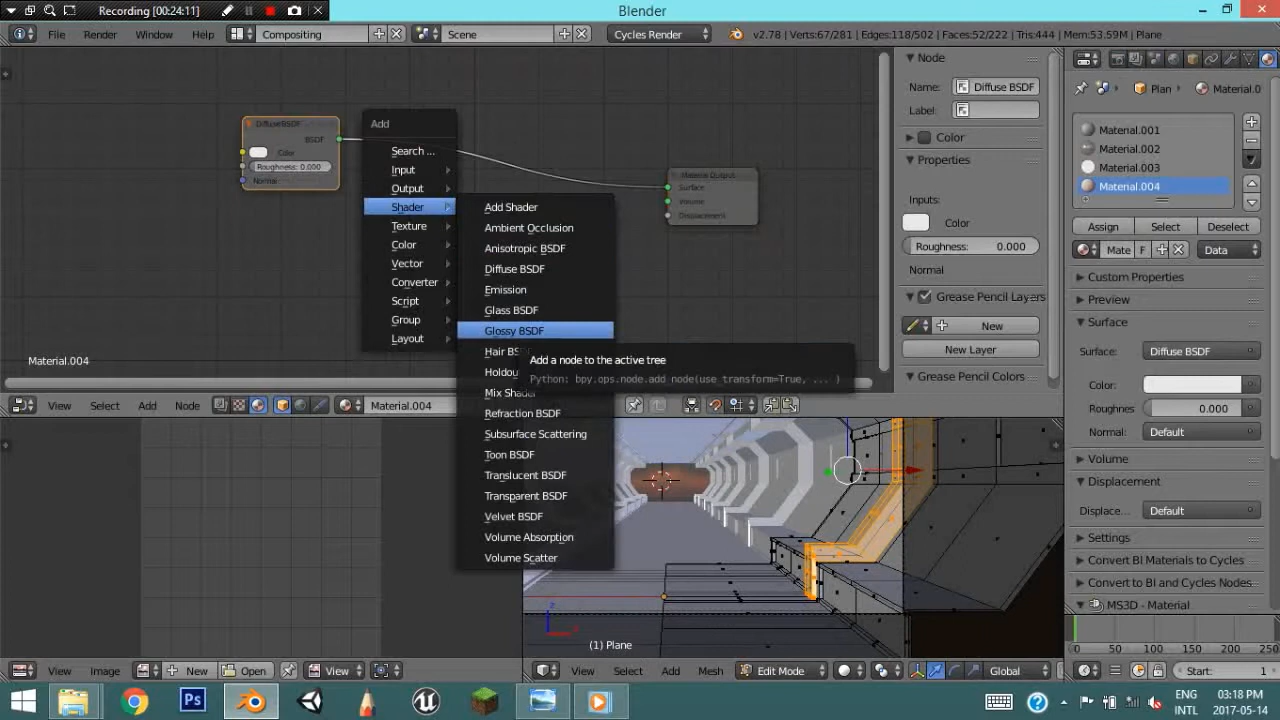 Recording [00:24:11]
Blender
File Render Window Help Compositing Scene Cycles Render v2.78 | Verts:67/281 | Edges:118/502 | Faces:52/222 | Tris:444 | Mem:53.59M | Plane
Diffuse BSDF
BSDF
Color
Roughness: 0.000
Normal
Add
Search ...
Input
Output
Shader
Texture
Color
Vector
Converter
Script
Group
Layout
Add Shader
Ambient Occlusion
Anisotropic BSDF
Diffuse BSDF
Emission
Glass BSDF
Glossy BSDF
Hair BS
Holdou
Mix Shader
Refraction BSDF
Subsurface Scattering
Toon BSDF
Translucent BSDF
Transparent BSDF
Velvet BSDF
Volume Absorption
Volume Scatter
Add a node to the active tree
Python: bpy.ops.node.add_node(use_transform=True, ... )
Material Output
Surface
Volume
Displacement
Material.004
Node
Name: Diffuse BSDF
Label:
Color
Properties
Inputs:
Color
Roughness: 0.000
Normal
Grease Pencil Layers
New
New Layer
Grease Pencil Colors
Plan Material.0
Material.001
Material.002
Material.003
Material.004
Assign Select Deselect
Mate F Data
Custom Properties
Preview
Surface
Surface: Diffuse BSDF
Color:
Roughnes 0.000
Normal: Default
Volume
Displacement
Displace... Default
Settings
Convert BI Materials to Cycles
Convert to BI and Cycles Nodes
MS3D - Material
View Select Add Node Material.004
(1) Plane
0 50 100 150 200 250
View Image New Open View
View Select Add Mesh Edit Mode Global
Start: 1
Ps
ENG
INTL
03:18 PM
2017-05-14